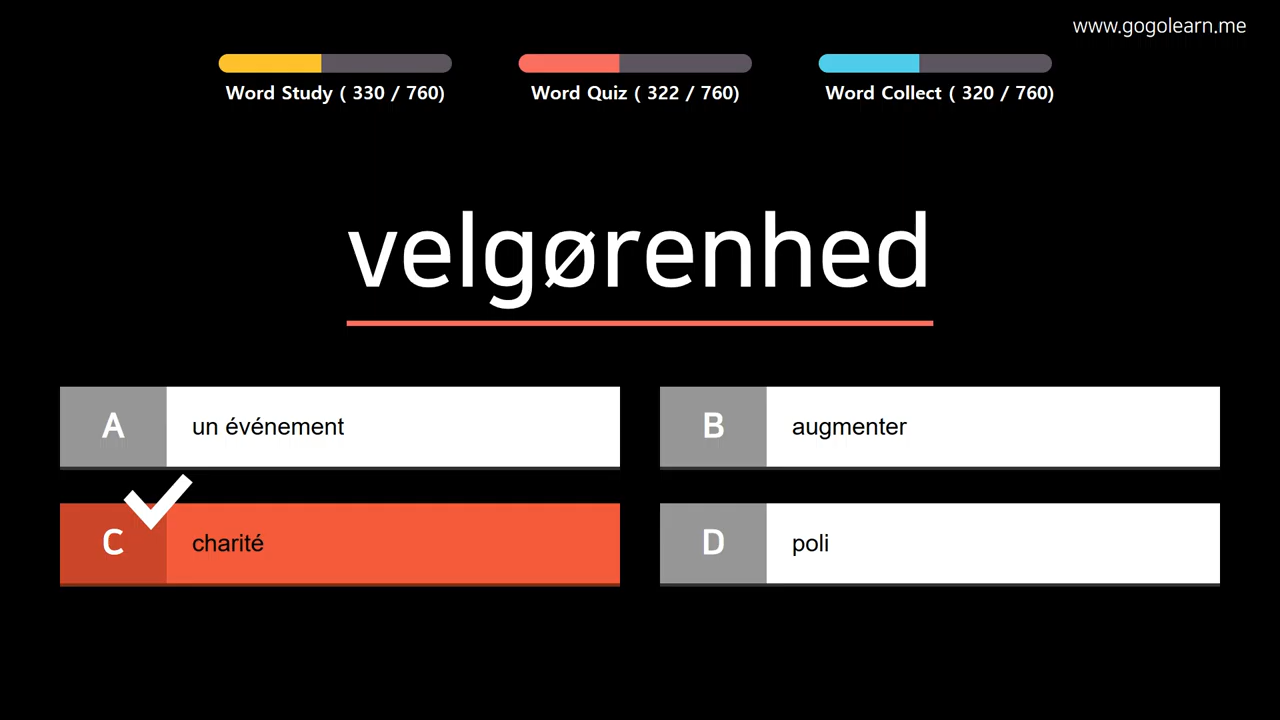 www.gogolearn.me
Word Study ( 330 / 760)
Word Quiz ( 322 / 760)
Word Collect ( 320 / 760)
velgørenhed
A
un événement
B
augmenter
C
charité
D
poli